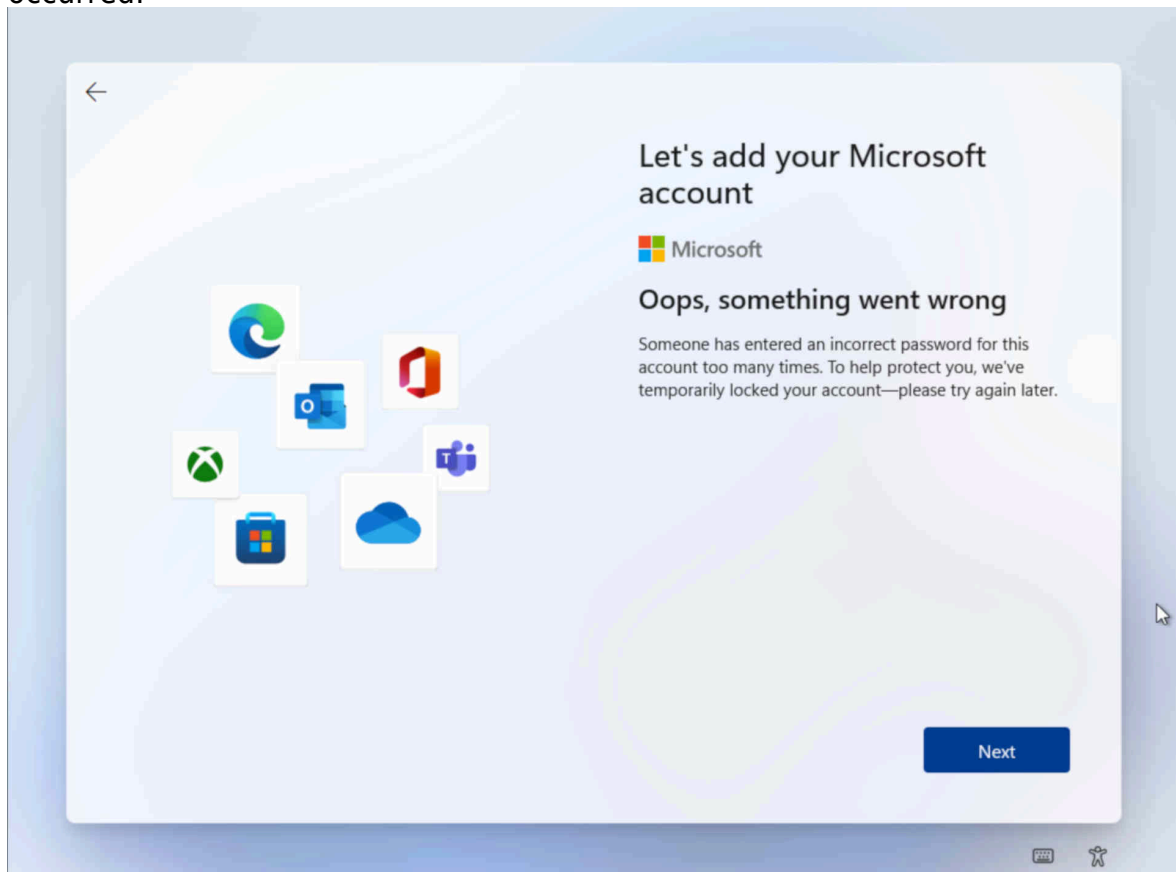 occurred.
Let's add your Microsoft
account
Microsoft
Oops, something went wrong
Someone has entered an incorrect password for this
account too many times. To help protect you, we've
temporarily locked your account—please try again later.
O
T
Next